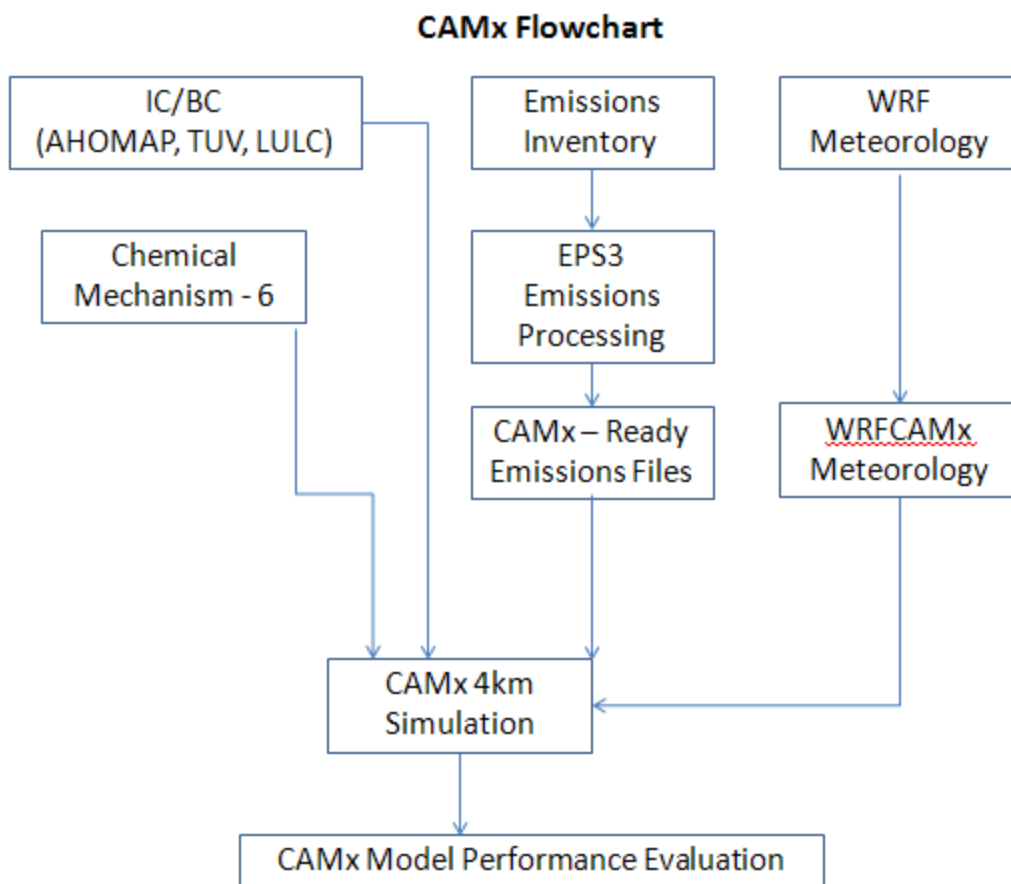 CAMx Flowchart
IC/BC
(AHOMAP, TUV, LULC)
Emissions
Inventory
WRF
Meteorology
Chemical
Mechanism - 6
EPS3
Emissions
Processing
CAMx – Ready
Emissions Files
WRFCAMx
Meteorology
CAMx 4km
Simulation
CAMx Model Performance Evaluation